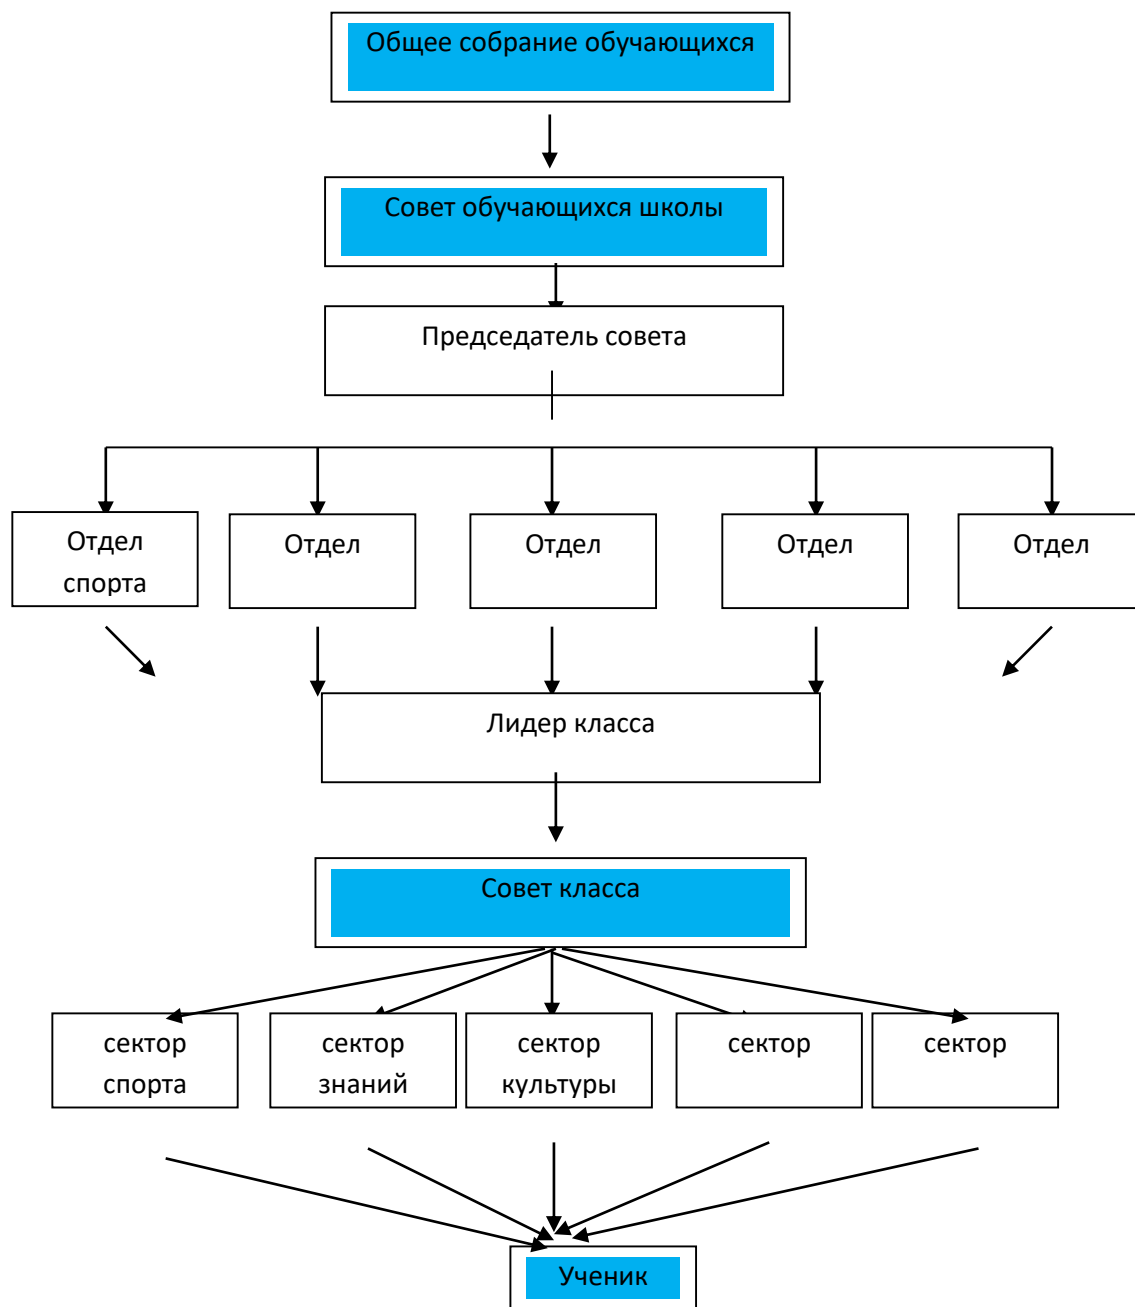 Общее собрание обучающихся
Совет обучающихся школы
Председатель совета
Отдел
спорта
Отдел
Отдел
Отдел
Отдел
Лидер класса
Совет класса
сектор
спорта
сектор
знаний
сектор
культуры
сектор
сектор
Ученик